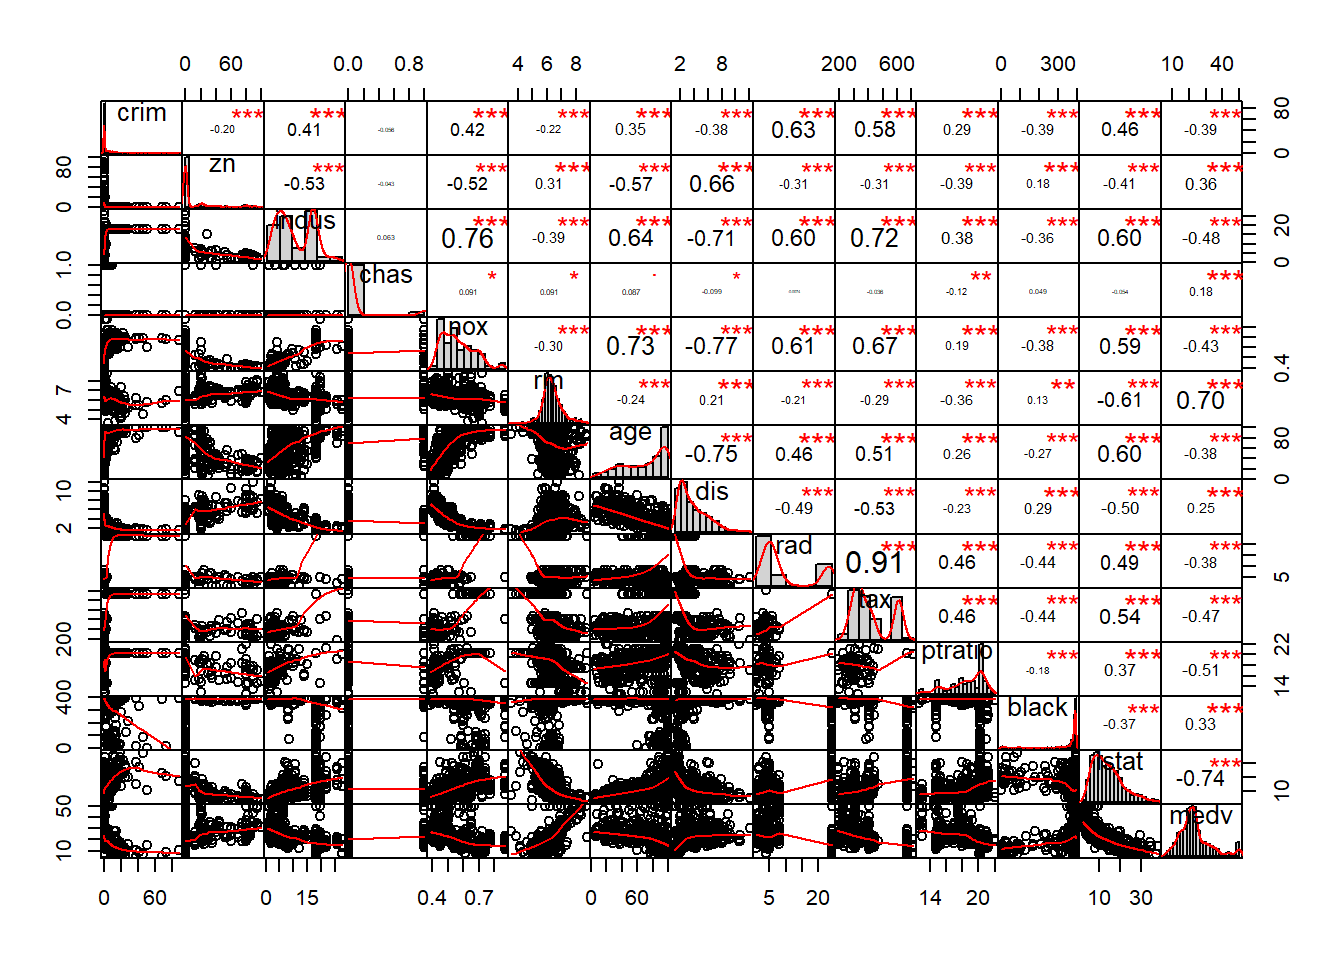 0 60 0.0 0.8 4 6 8 2 8 200 600 0 300 10 40
crim *** *** *** *** *** *** *** *** *** *** *** ***
-0.20 0.41 -0.056 0.42 -0.22 0.35 -0.38 0.63 0.58 0.29 -0.39 0.46 -0.39 0 80
0 80 zn *** *** *** *** *** *** *** *** *** *** ***
-0.53 -0.043 -0.52 0.31 -0.57 0.66 -0.31 -0.31 -0.39 0.18 -0.41 0.36
indus *** *** *** *** *** *** *** *** *** ***
0.063 0.76 -0.39 0.64 -0.71 0.60 0.72 0.38 -0.36 0.60 -0.48 0 20
0.0 1.0 chas * * . * ** ***
0.091 0.091 0.087 -0.099 -0.036 -0.12 0.049 -0.054 0.18
nox *** *** *** *** *** *** *** *** ***
-0.30 0.73 -0.77 0.61 0.67 0.19 -0.38 0.59 -0.43 0.4
4 7 rm *** *** *** *** *** ** *** ***
-0.24 0.21 -0.21 -0.29 -0.36 0.13 -0.61 0.70
age *** *** *** *** *** *** ***
-0.75 0.46 0.51 0.26 -0.27 0.60 -0.38 0 80
2 10 dis *** *** *** *** *** ***
-0.49 -0.53 -0.23 0.29 -0.50 0.25
rad *** *** *** *** ***
0.91 0.46 -0.44 0.49 -0.38 5
200 tax *** *** *** ***
0.46 -0.44 0.54 -0.47
ptratio *** *** ***
-0.18 0.37 -0.51 14 22
0 400 black *** ***
-0.37 0.33
lstat ***
-0.74 10
10 50 medv
0 60 0 15 0.4 0.7 0 60 5 20 14 20 10 30